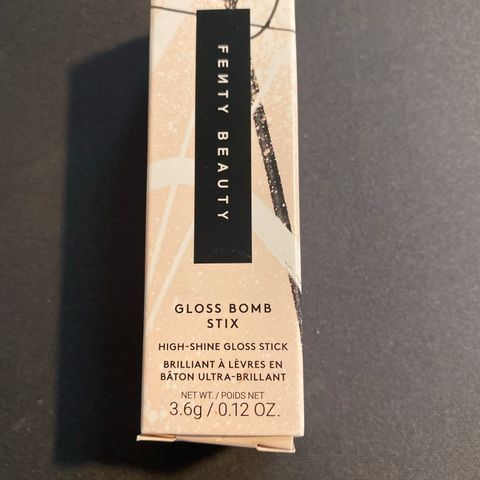 FEИTY BEAUTY
GLOSS BOMB
STIX
HIGH-SHINE GLOSS STICK
BRILLIANT À LÈVRES EN
BÂTON ULTRA-BRILLANT
NET WT. / POIDS NET
3.6g / 0.12 OZ.